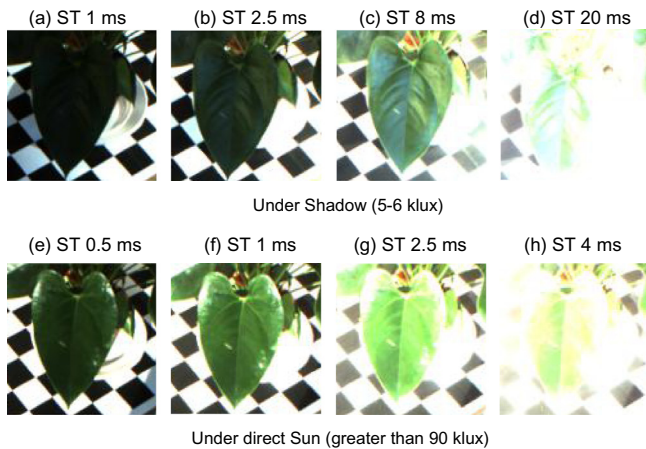 (a) ST 1 ms (b) ST 2.5 ms (c) ST 8 ms (d) ST 20 ms
Under Shadow (5-6 klux)
(e) ST 0.5 ms (f) ST 1 ms (g) ST 2.5 ms (h) ST 4 ms
Under direct Sun (greater than 90 klux)